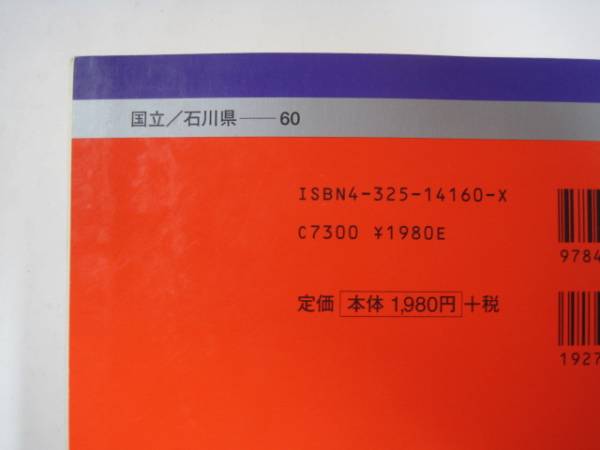 国立／石川県——60
ISBN4-325-14160-X
C7300 ¥1980E
定価 本体 1,980円 +税
9784
1927